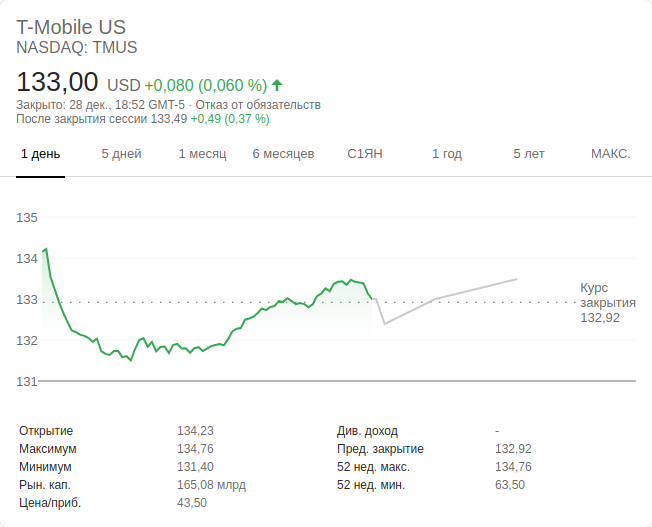 T-Mobile US
NASDAQ: TMUS
133,00 USD +0,080 (0,060 %)
Закрыто: 28 дек., 18:52 GMT-5 · Отказ от обязательств
После закрытия сессии 133,49 +0,49 (0,37 %)
1 день 5 дней 1 месяц 6 месяцев С1ЯН 1 год 5 лет МАКС.
135
134
133
132
131
Курс
закрытия
132,92
Открытие 134,23 Див. доход -
Максимум 134,76 Пред. закрытие 132,92
Минимум 131,40 52 нед. макс. 134,76
Рын. кап. 165,08 млрд 52 нед. мин. 63,50
Цена/приб. 43,50